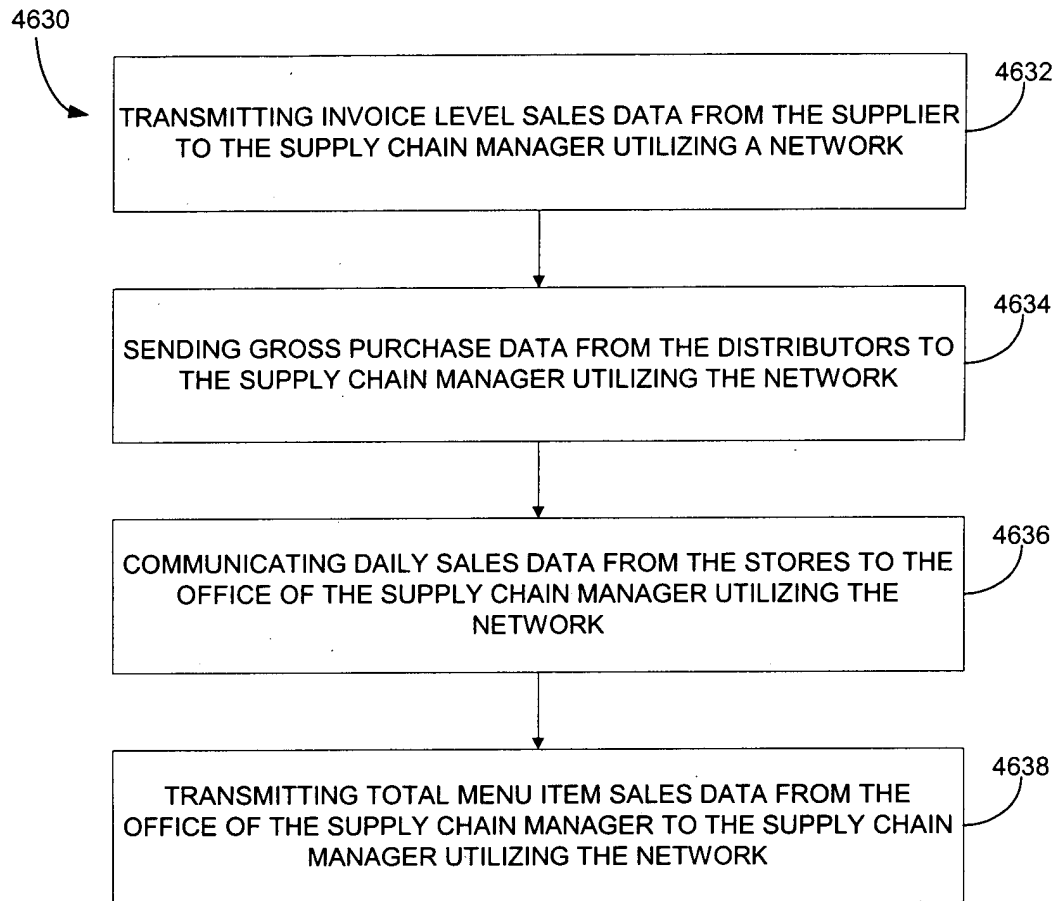 4630
4632
TRANSMITTING INVOICE LEVEL SALES DATA FROM THE SUPPLIER
TO THE SUPPLY CHAIN MANAGER UTILIZING A NETWORK
4634
SENDING GROSS PURCHASE DATA FROM THE DISTRIBUTORS TO
THE SUPPLY CHAIN MANAGER UTILIZING THE NETWORK
4636
COMMUNICATING DAILY SALES DATA FROM THE STORES TO THE
OFFICE OF THE SUPPLY CHAIN MANAGER UTILIZING THE
NETWORK
4638
TRANSMITTING TOTAL MENU ITEM SALES DATA FROM THE
OFFICE OF THE SUPPLY CHAIN MANAGER TO THE SUPPLY CHAIN
MANAGER UTILIZING THE NETWORK